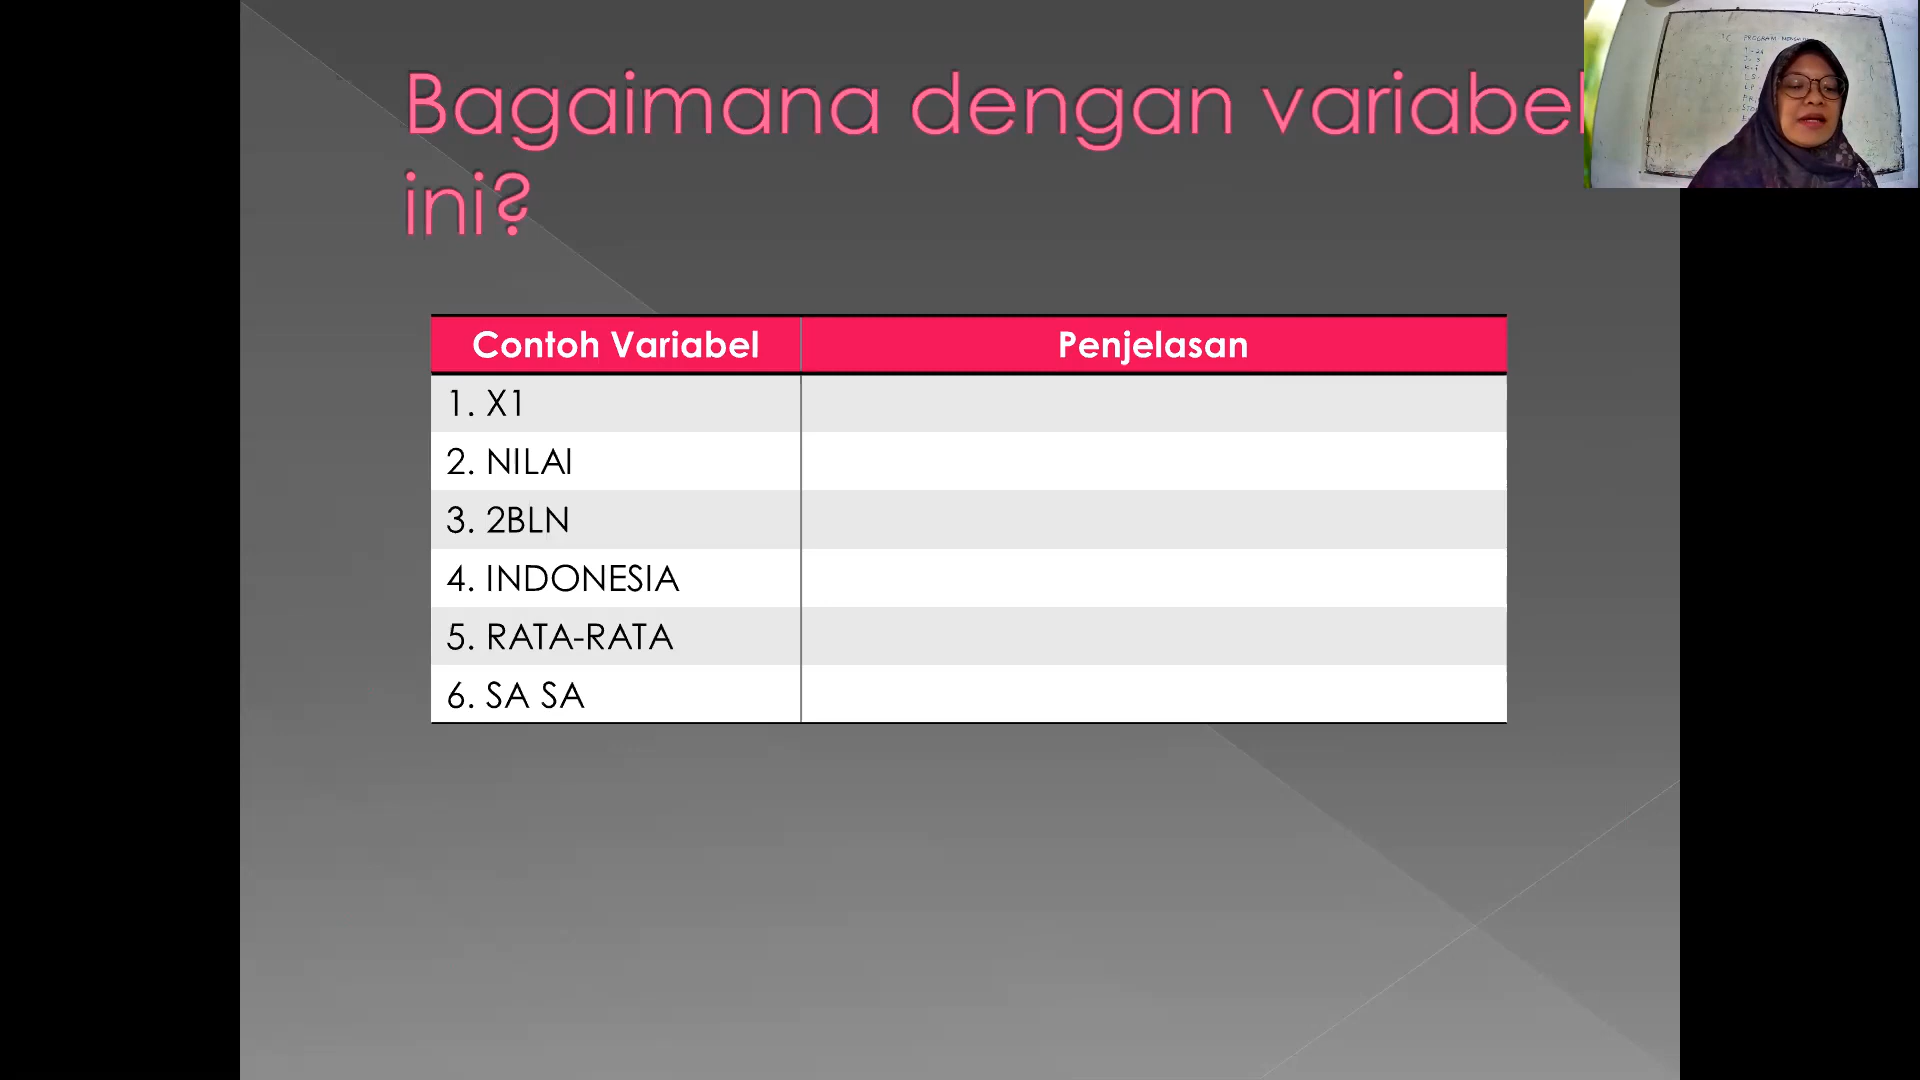 Bagaimana dengan variabel
ini?
Contoh Variabel
Penjelasan
1. X1
2. NILAI
3. 2BLN
4. INDONESIA
5. RATA-RATA
6. SA SA
PROGRAM